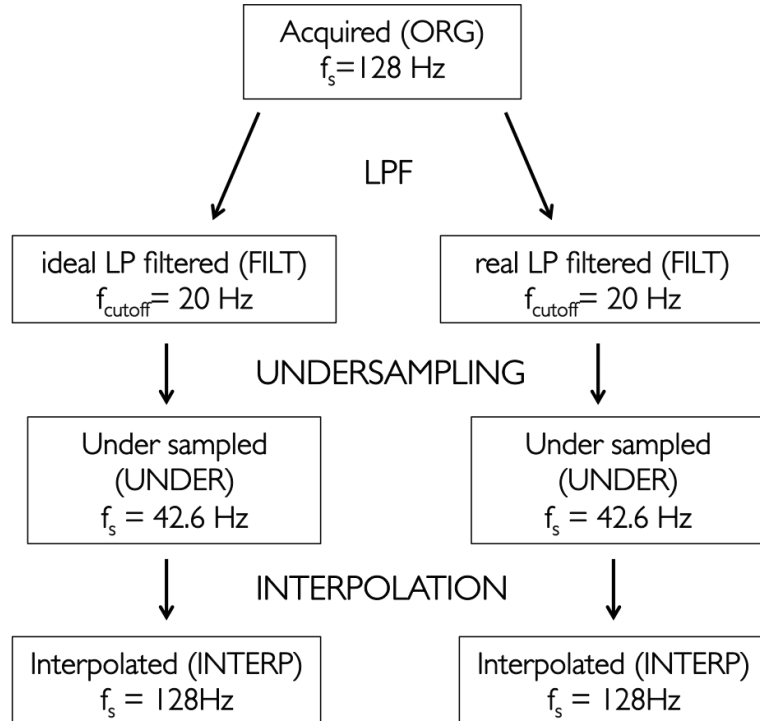 Acquired (ORG)
fs=128 Hz
LPF
ideal LP filtered (FILT)
fcutoff= 20 Hz
real LP filtered (FILT)
fcutoff= 20 Hz
UNDERSAMPLING
Under sampled
(UNDER)
fs = 42.6 Hz
Under sampled
(UNDER)
fs = 42.6 Hz
INTERPOLATION
Interpolated (INTERP)
fs = 128Hz
Interpolated (INTERP)
fs = 128Hz